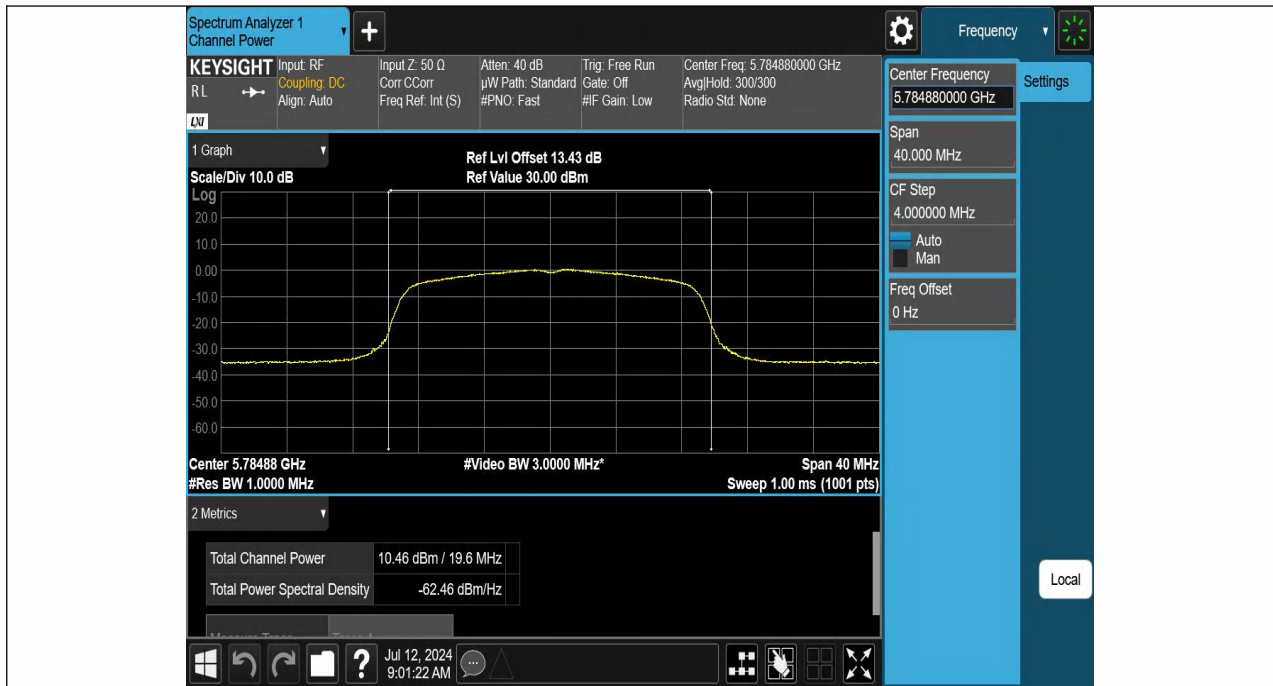 Spectrum Analyzer 1
Channel Power
+
Frequency
KEYSIGHT
RL
LXI
Input: RF
Coupling: DC
Align: Auto
Input Z: 50 Ω
Corr CCorr
Freq Ref: Int (S)
Atten: 40 dB
µW Path: Standard
#PNO: Fast
Trig: Free Run
Gate: Off
#IF Gain: Low
Center Freq: 5.784880000 GHz
Avg|Hold: 300/300
Radio Std: None
Center Frequency
5.784880000 GHz
Settings
Span
40.000 MHz
CF Step
4.000000 MHz
Auto
Man
Freq Offset
0 Hz
Local
1 Graph
Ref Lvl Offset 13.43 dB
Scale/Div 10.0 dB
Ref Value 30.00 dBm
Log
20.0
10.0
0.00
-10.0
-20.0
-30.0
-40.0
-50.0
-60.0
Center 5.78488 GHz
#Video BW 3.0000 MHz*
Span 40 MHz
#Res BW 1.0000 MHz
Sweep 1.00 ms (1001 pts)
2 Metrics
Total Channel Power 10.46 dBm / 19.6 MHz
Total Power Spectral Density -62.46 dBm/Hz
?
Jul 12, 2024
9:01:22 AM